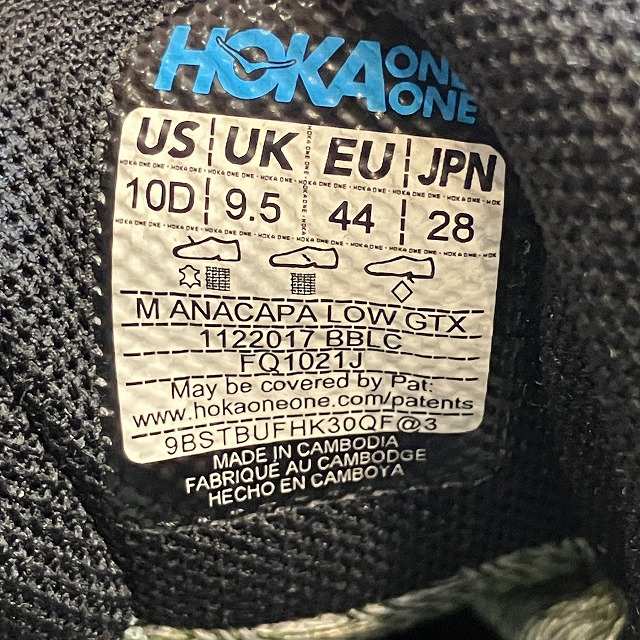 HOKA ONE ONE
US UK EU JPN
10D 9.5 44 28
M ANACAPA LOW GTX
1122017 BBLC
FQ1021J
May be covered by Pat:
www.hokaoneone.com/patents
9BSTBUFHK30QF@3
MADE IN CAMBODIA
FABRIQUÉ AU CAMBODGE
HECHO EN CAMBOYA